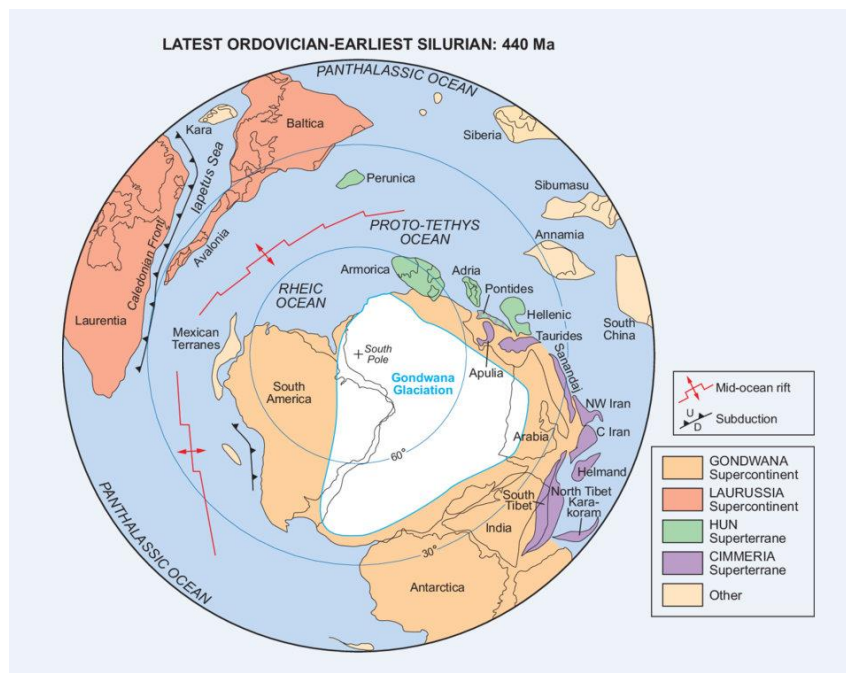 LATEST ORDOVICIAN-EARLIEST SILURIAN: 440 Ma
PANTHALASSIC OCEAN
Kara
Baltica
Siberia
Iapetus Sea
Perunica
Sibumasu
Caledonian Front
Avalonia
PROTO-TETHYS
OCEAN
Annamia
Armorica
Adria
RHEIC
OCEAN
Pontides
Hellenic
Laurentia
Mexican
Terranes
Taurides
South
China
South
Pole
Sanandaj
Apulia
Gondwana
Glaciation
South
America
NW Iran
Mid-ocean rift
U
D
Subduction
Arabia
C Iran
60°
Helmand
GONDWANA
Supercontinent
South
Tibet
North Tibet
Kara-
koram
LAURUSSIA
Supercontinent
India
HUN
Superterrane
PANTHALASSIC OCEAN
30°
CIMMERIA
Superterrane
Antarctica
Other